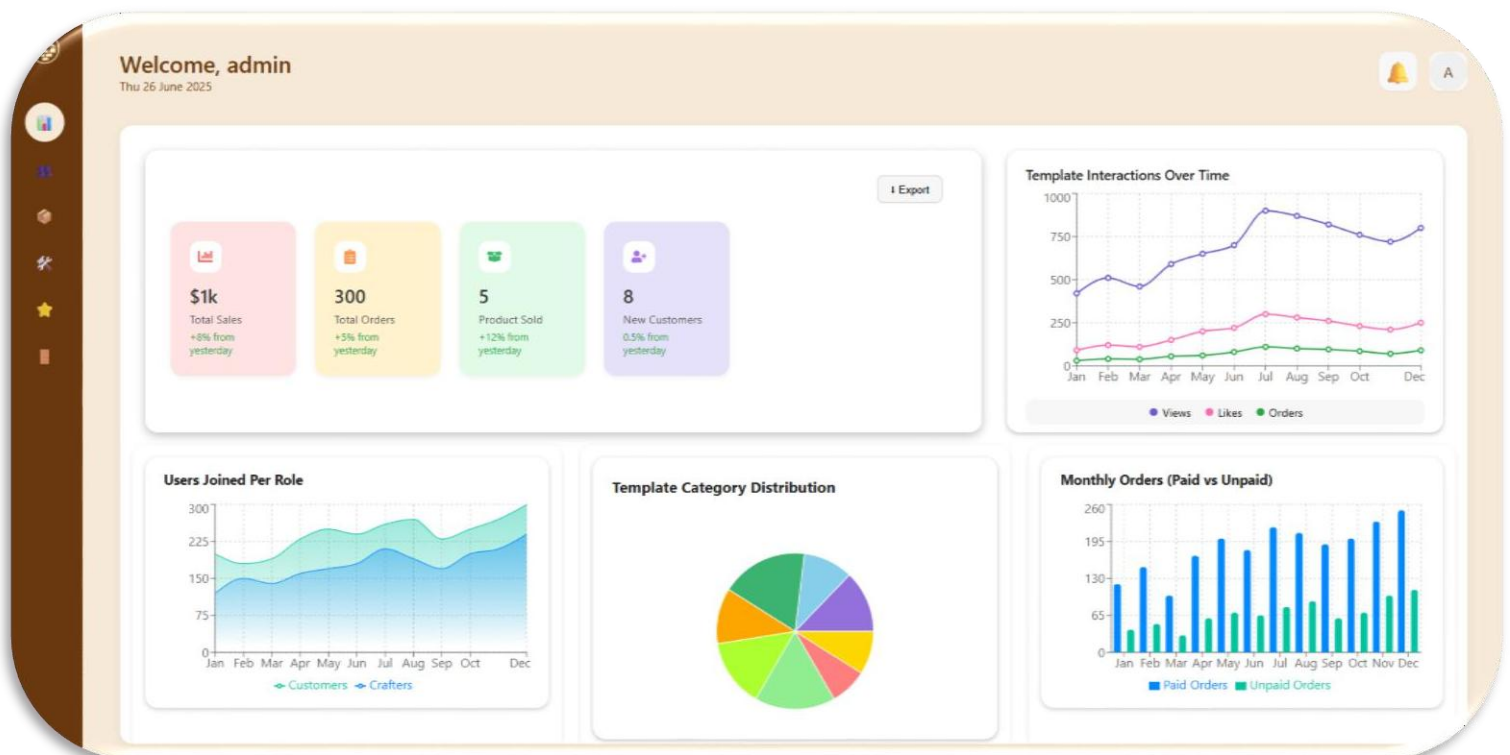 Welcome, admin
Thu 26 June 2025
A
⭳ Export
$1k
Total Sales
+8% from
yesterday
300
Total Orders
+5% from
yesterday
5
Product Sold
+12% from
yesterday
8
New Customers
0.5% from
yesterday
Template Interactions Over Time
1000
750
500
250
0
Jan Feb Mar Apr May Jun Jul Aug Sep Oct Dec
Views Likes Orders
Users Joined Per Role
300
225
150
75
0
Jan Feb Mar Apr May Jun Jul Aug Sep Oct Dec
Customers Crafters
Template Category Distribution
Monthly Orders (Paid vs Unpaid)
260
195
130
65
0
Jan Feb Mar Apr May Jun Jul Aug Sep Oct Nov Dec
Paid Orders Unpaid Orders